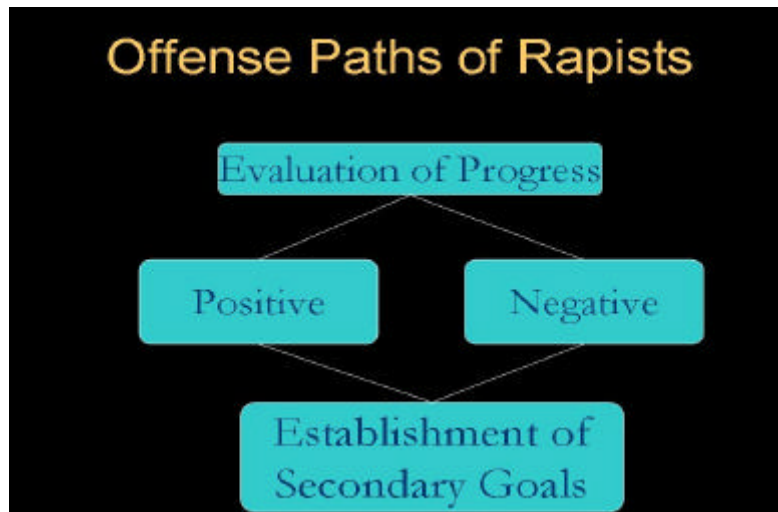 Offense Paths of Rapists
Evaluation of Progress
Positive
Negative
Establishment of
Secondary Goals